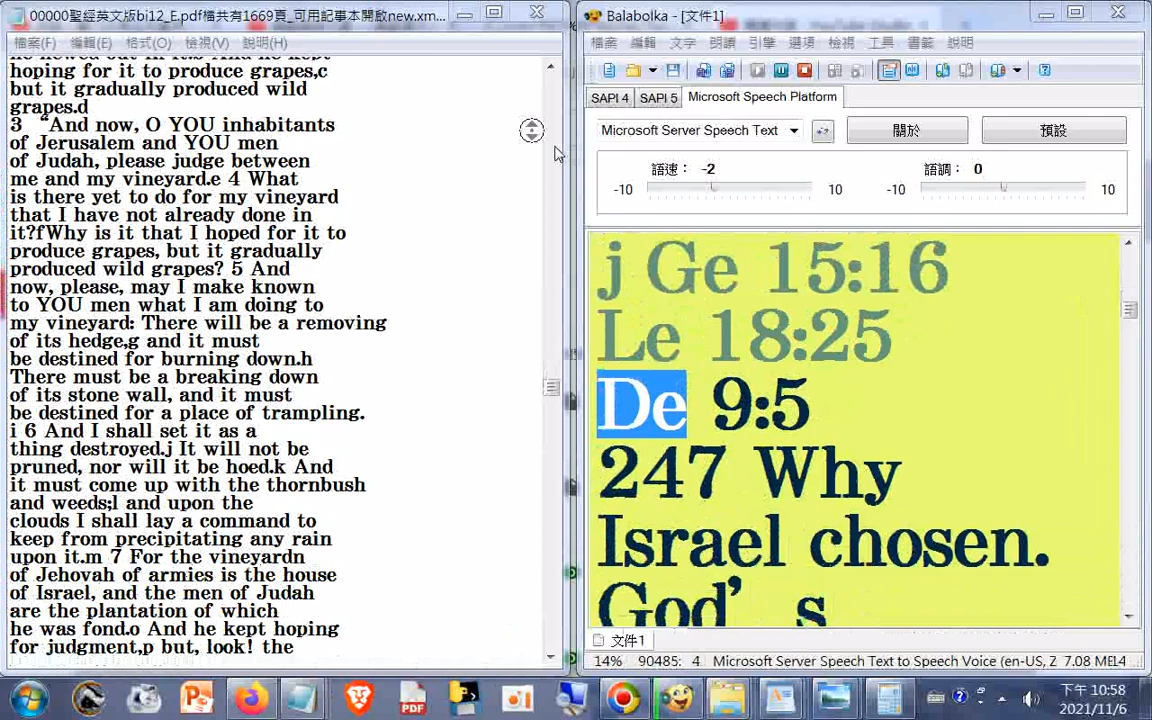 00000聖經英文版bi12_E.pdf檔共有1669頁_可用記事本開啟new.xm...
檔案(F) 編輯(E) 格式(O) 檢視(V) 說明(H)
hoping for it to produce grapes,c
but it gradually produced wild
grapes.d
3 “And now, O YOU inhabitants
of Jerusalem and YOU men
of Judah, please judge between
me and my vineyard.e 4 What
is there yet to do for my vineyard
that I have not already done in
it?fWhy is it that I hoped for it to
produce grapes, but it gradually
produced wild grapes? 5 And
now, please, may I make known
to YOU men what I am doing to
my vineyard: There will be a removing
of its hedge,g and it must
be destined for burning down.h
There must be a breaking down
of its stone wall, and it must
be destined for a place of trampling.
i 6 And I shall set it as a
thing destroyed.j It will not be
pruned, nor will it be hoed.k And
it must come up with the thornbush
and weeds;l and upon the
clouds I shall lay a command to
keep from precipitating any rain
upon it.m 7 For the vineyardn
of Jehovah of armies is the house
of Israel, and the men of Judah
are the plantation of which
he was fond.o And he kept hoping
for judgment,p but, look! the
Balabolka - [文件1]
檔案 編輯 文字 朗讀 引擎 選項 檢視 工具 書籤 說明
SAPI 4 SAPI 5 Microsoft Speech Platform
Microsoft Server Speech Text 關於 預設
語速: -2 語調: 0
-10 10 -10 10
j Ge 15:16
Le 18:25
De 9:5
247 Why
Israel chosen.
God’s
文件1
14% 90485: 4 Microsoft Server Speech Text to Speech Voice (en-US, Z 7.08 ME14
PDF
下午 10:58
2021/11/6